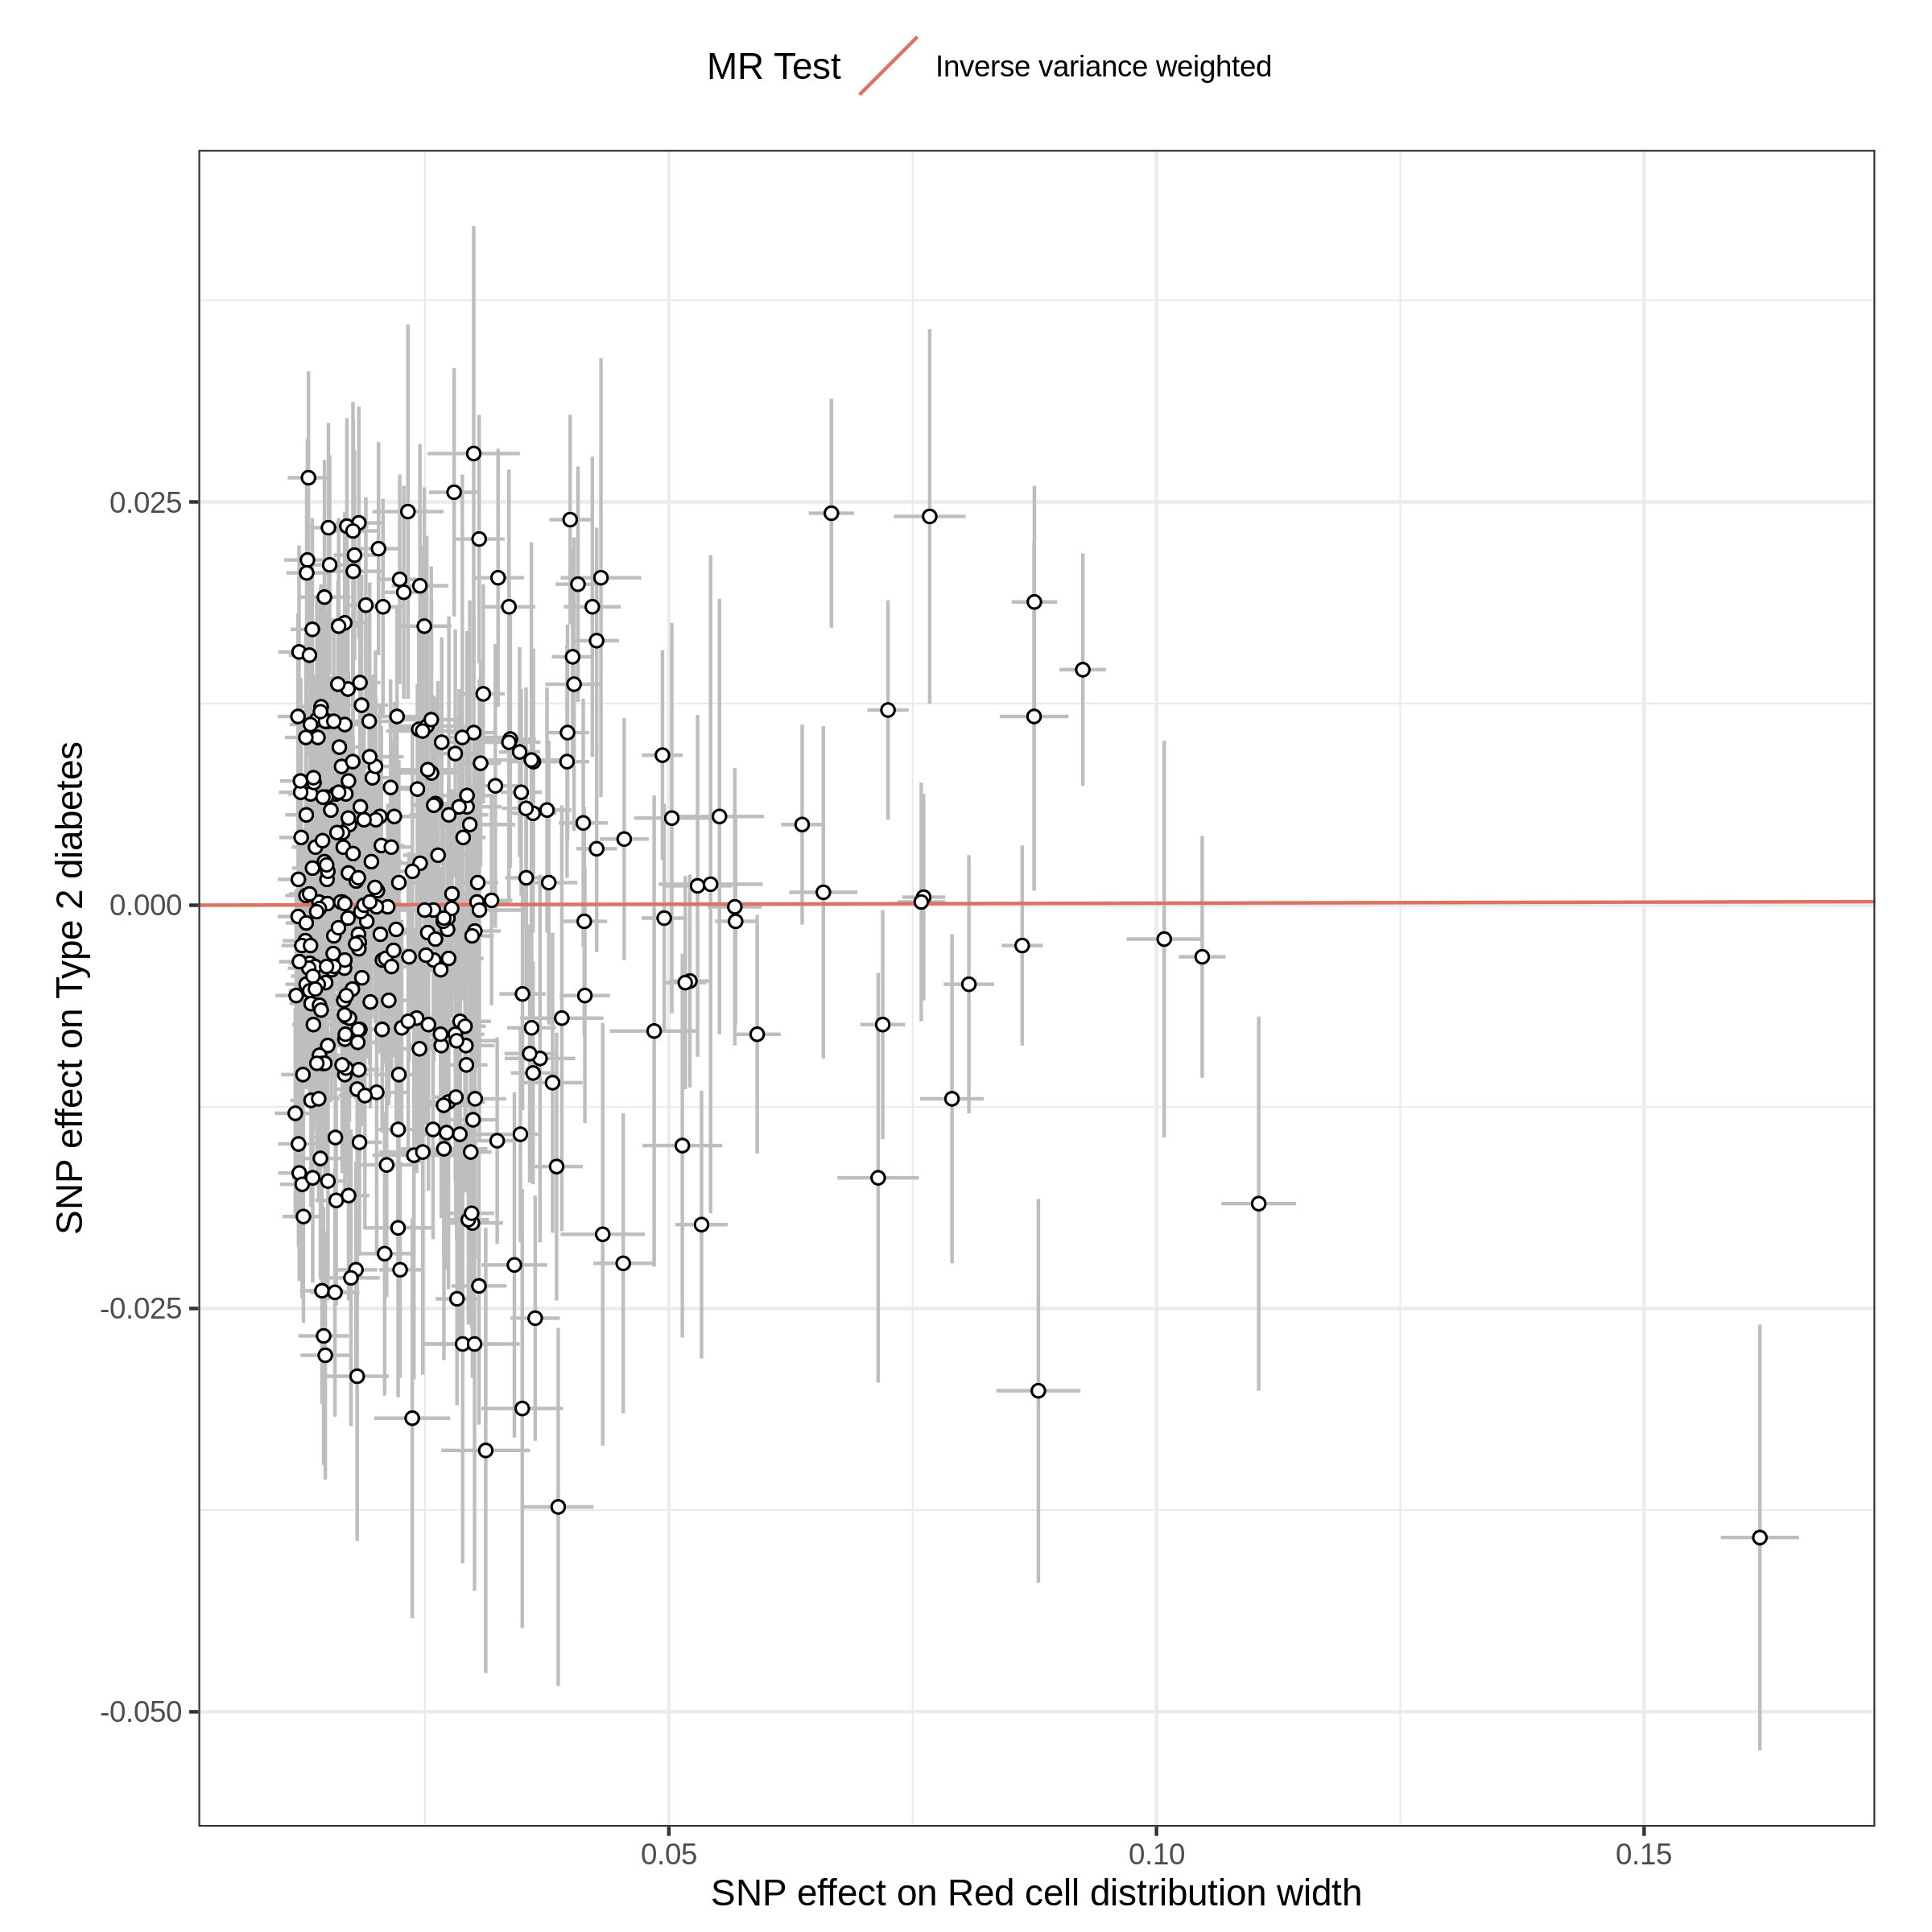 MR Test Inverse variance weighted
SNP effect on Type 2 diabetes
0.025
0.000
-0.025
-0.050
0.05 0.10 0.15
SNP effect on Red cell distribution width